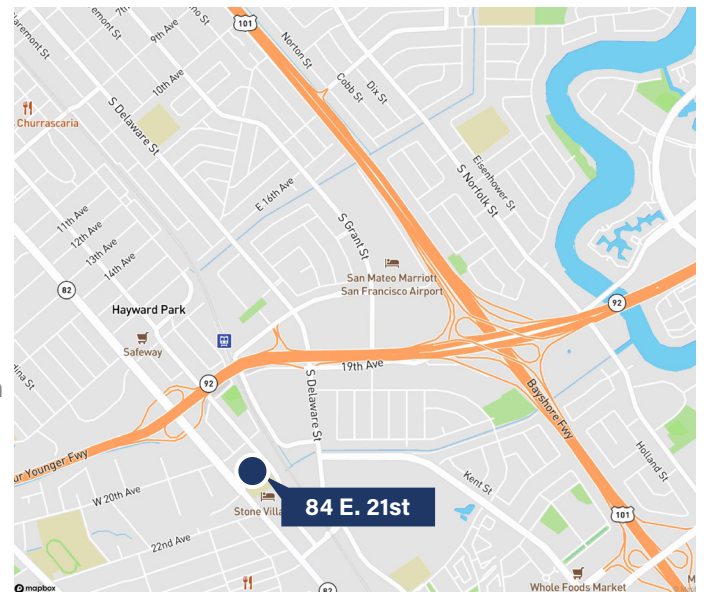 101
Norton St
Cobb St
Dix St
9th Ave
10th Ave
Churrascaria
S Delaware St
E 16th Ave
Eisenhower St
S Norfolk St
11th Ave
12th Ave
13th Ave
14th Ave
S Grant St
San Mateo Marriott
San Francisco Airport
82
Hayward Park
92
Safeway
19th Ave
92
S Delaware St
Bayshore Fwy
Holland St
ur Younger Fwy
W 20th Ave
Kent St
Stone Villa
84 E. 21st
101
22nd Ave
82
Whole Foods Market
mapbox